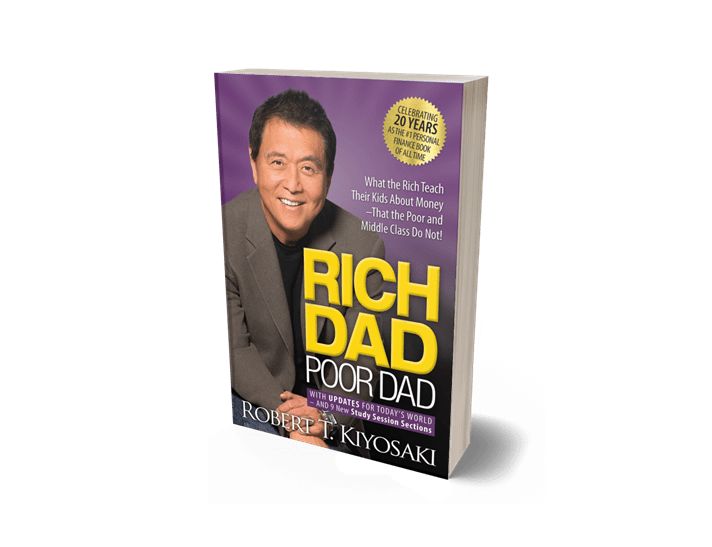 CELEBRATING
20 YEARS
AS THE #1 PERSONAL
FINANCE BOOK
OF ALL TIME
What the Rich Teach
Their Kids About Money
–That the Poor and
Middle Class Do Not!
RICH
DAD
POOR DAD
WITH UPDATES FOR TODAY'S WORLD
– AND 9 New Study Session Sections
ROBERT T. KIYOSAKI